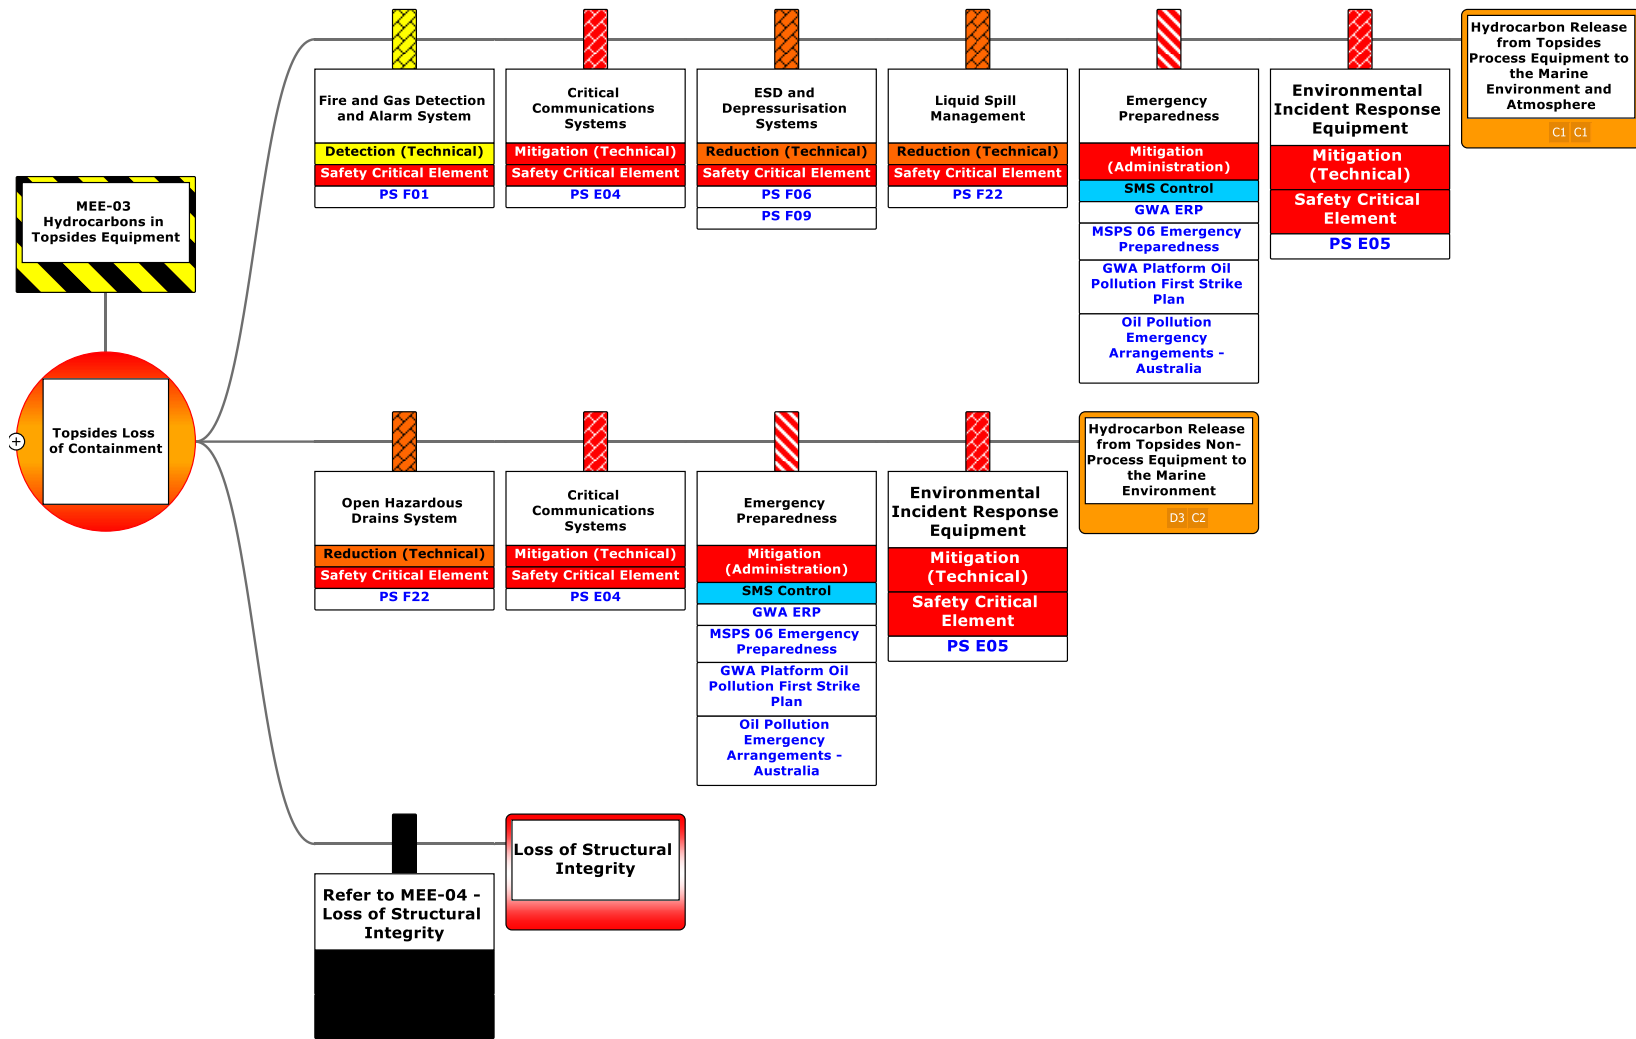 MEE-03
Hydrocarbons in
Topsides Equipment
+
Topsides Loss
of Containment
Fire and Gas Detection
and Alarm System
Detection (Technical)
Safety Critical Element
PS F01
Critical
Communications
Systems
Mitigation (Technical)
Safety Critical Element
PS E04
ESD and
Depressurisation
Systems
Reduction (Technical)
Safety Critical Element
PS F06
PS F09
Liquid Spill
Management
Reduction (Technical)
Safety Critical Element
PS F22
Emergency
Preparedness
Mitigation
(Administration)
SMS Control
GWA ERP
MSPS 06 Emergency
Preparedness
GWA Platform Oil
Pollution First Strike
Plan
Oil Pollution
Emergency
Arrangements -
Australia
Environmental
Incident Response
Equipment
Mitigation
(Technical)
Safety Critical
Element
PS E05
Hydrocarbon Release
from Topsides
Process Equipment to
the Marine
Environment and
Atmosphere
C1 C1
Open Hazardous
Drains System
Reduction (Technical)
Safety Critical Element
PS F22
Critical
Communications
Systems
Mitigation (Technical)
Safety Critical Element
PS E04
Emergency
Preparedness
Mitigation
(Administration)
SMS Control
GWA ERP
MSPS 06 Emergency
Preparedness
GWA Platform Oil
Pollution First Strike
Plan
Oil Pollution
Emergency
Arrangements -
Australia
Environmental
Incident Response
Equipment
Mitigation
(Technical)
Safety Critical
Element
PS E05
Hydrocarbon Release
from Topsides Non-
Process Equipment to
the Marine
Environment
D3 C2
Refer to MEE-04 -
Loss of Structural
Integrity
Loss of Structural
Integrity